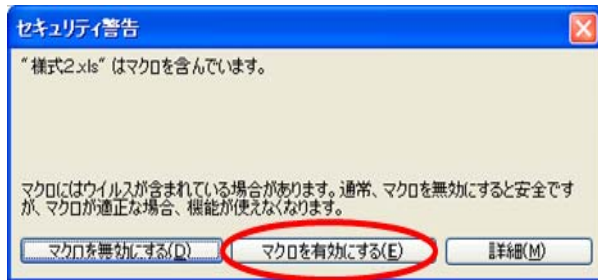 セキュリティ警告
"様式2.xls" はマクロを含んでいます。
マクロにはウイルスが含まれている場合があります。通常、マクロを無効にすると安全です
が、マクロが適正な場合、機能が使えなくなります。
マクロを無効にする(D) マクロを有効にする(E) 詳細(M)